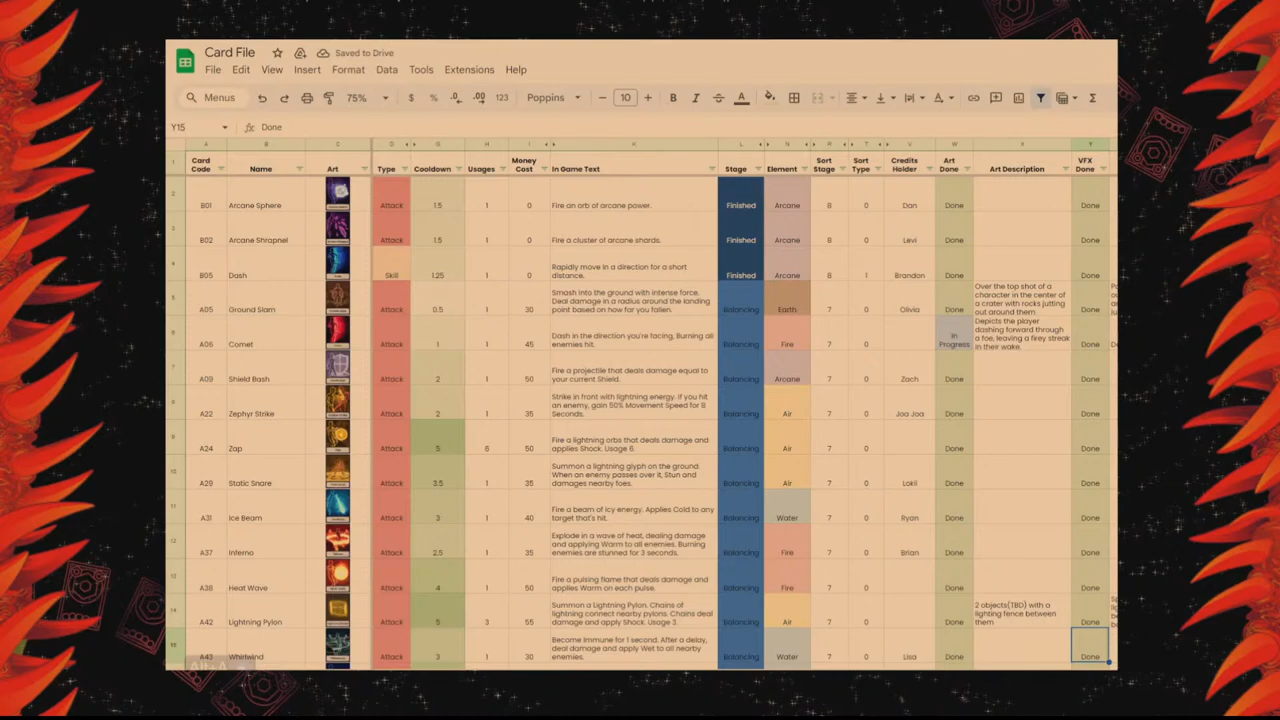 Card File
Saved to Drive
File Edit View Insert Format Data Tools Extensions Help
Menus 75% $ % .0 .00 123 Poppins 10 B I A
Y15 fx Done
A B C D G H I K L N R T U W X Y
1 Card Code Name Art Type Cooldown Usages Money Cost In Game Text Stage Element Sort Stage Sort Type Credits Holder Art Done Art Description VFX Done
2 B01 Arcane Sphere Attack 1.5 1 0 Fire an orb of arcane power. Finished Arcane 8 0 Dan Done Done
3 B02 Arcane Shrapnel Attack 1.5 1 0 Fire a cluster of arcane shards. Finished Arcane 8 0 Levi Done Done
4 B05 Dash Skill 1.25 1 0 Rapidly move in a direction for a short distance. Finished Arcane 8 1 Brandon Done Done
5 A05 Ground Slam Attack 0.5 1 30 Smash into the ground with intense force. Deal damage in a radius around the landing point based on how far you fallen. Balancing Earth 7 0 Olivia Done Over the top shot of a character in the center of a crater with rocks jutting out around them Done
6 A06 Comet Attack 1 1 45 Dash in the direction you're facing, Burning all enemies hit. Balancing Fire 7 0 In Progress Depicts the player dashing forward through a foe, leaving a firey streak in their wake. Done
7 A09 Shield Bash Attack 2 1 50 Fire a projectile that deals damage equal to your current Shield. Balancing Arcane 7 0 Zach Done Done
8 A22 Zephyr Strike Attack 2 1 35 Strike in front with lightning energy. If you hit an enemy, gain 50% Movement Speed for 8 Seconds. Balancing Air 7 0 Joa Joa Done Done
9 A24 Zap Attack 5 6 50 Fire a lightning orbs that deals damage and applies Shock. Usage 6. Balancing Air 7 0 Done Done
10 A29 Static Snare Attack 3.5 1 35 Summon a lightning glyph on the ground. When an enemy passes over it, Stun and damages nearby foes. Balancing Air 7 0 Lokii Done Done
11 A31 Ice Beam Attack 3 1 40 Fire a beam of icy energy. Applies Cold to any target that's hit. Balancing Water 7 0 Ryan Done Done
12 A37 Inferno Attack 2.5 1 35 Explode in a wave of heat, dealing damage and applying Warm to all enemies. Burning enemies are stunned for 3 seconds. Balancing Fire 7 0 Brian Done Done
13 A38 Heat Wave Attack 4 1 50 Fire a pulsing flame that deals damage and applies Warm on each pulse. Balancing Fire 7 0 Done Done
14 A42 Lightning Pylon Attack 5 3 55 Summon a Lightning Pylon. Chains of lightning connect nearby pylons. Chains deal damage and apply Shock. Usage 3. Balancing Air 7 0 Done 2 objects(TBD) with a lighting fence between them Done
15 A43 Whirlwind Attack 3 1 30 Become Immune for 1 second. After a delay, deal damage and apply Wet to all nearby enemies. Balancing Water 7 0 Lisa Done Done